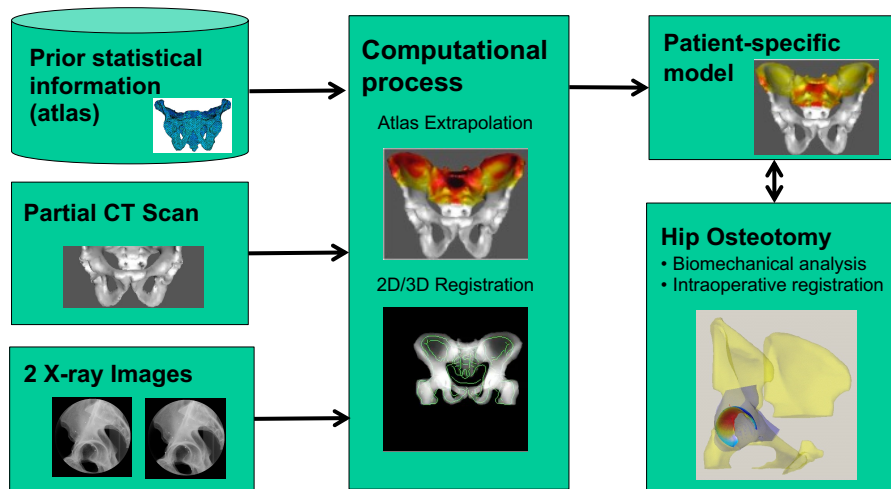 Prior statistical
information
(atlas)
Partial CT Scan
2 X-ray Images
Computational
process
Atlas Extrapolation
2D/3D Registration
Patient-specific
model
Hip Osteotomy
• Biomechanical analysis
• Intraoperative registration